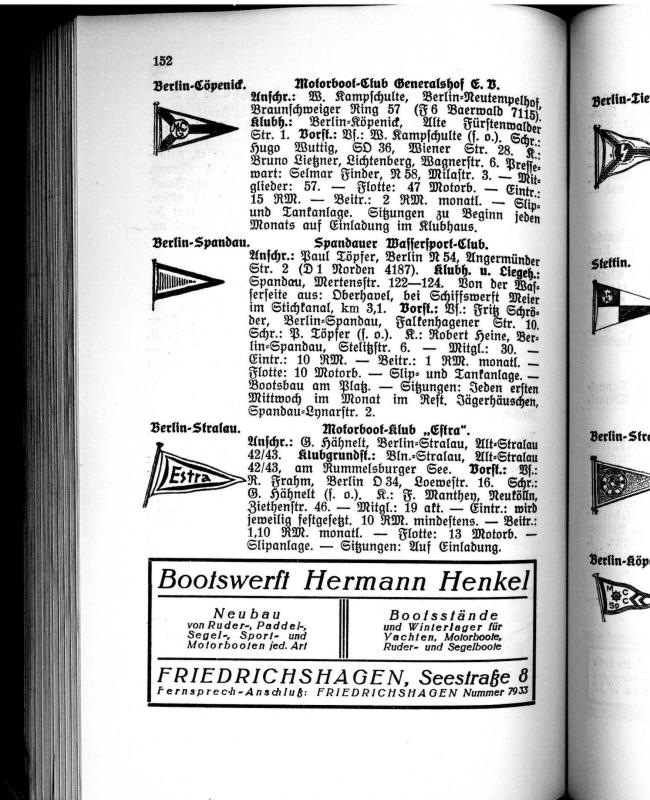 152
Berlin-Cöpenick.
Motorboot-Club Generalshof E. V.
Anschr.: W. Kampschulte, Berlin-Neutempelhof,
Braunschweiger Ring 57 (F 6 Baerwald 7115).
Klubh.: Berlin-Köpenick, Alte Fürstenwalder
Str. 1. Vorst.: Vs.: W. Kampschulte (s. o.). Schr.:
Hugo Wuttig, SO 36, Wiener Str. 28. K.:
Bruno Lietzner, Lichtenberg, Wagnerstr. 6. Presse-
wart: Selmar Finder, N 58, Milastr. 3. — Mit-
glieder: 57. — Flotte: 47 Motorb. — Eintr.:
15 RM. — Beitr.: 2 RM. monatl. — Slip-
und Tankanlage. Sitzungen zu Beginn jeden
Monats auf Einladung im Klubhaus.
Berlin-Spandau.
Spandauer Wassersport-Club.
Anschr.: Paul Töpfer, Berlin N 54, Angermünder
Str. 2 (D 1 Norden 4187). Klubh. u. Liegeh.:
Spandau, Mertensstr. 122—124. Von der Was-
serseite aus: Oberhavel, bei Schiffswerft Meier
im Stichkanal, km 3,1. Vorst.: Vs.: Fritz Schrö-
der, Berlin-Spandau, Falkenhagener Str. 10.
Schr.: P. Töpfer (s. o.). K.: Robert Heine, Ber-
lin-Spandau, Stelitzstr. 6. — Mitgl.: 30. —
Eintr.: 10 RM. — Beitr.: 1 RM. monatl. —
Flotte: 10 Motorb. — Slip- und Tankanlage. —
Bootsbau am Platz. — Sitzungen: Jeden ersten
Mittwoch im Monat im Rest. Jägerhäuschen,
Spandau-Lynarstr. 2.
Berlin-Stralau.
Motorboot-Klub „Estra“.
Estra
Anschr.: G. Hähnelt, Berlin-Stralau, Alt-Stralau
42/43. Klubgrundst.: Bln.-Stralau, Alt-Stralau
42/43, am Rummelsburger See. Vorst.: Vs.:
R. Frahm, Berlin O 34, Loewestr. 16. Schr.:
G. Hähnelt (s. o.). K.: F. Manthey, Neukölln,
Ziethenstr. 46. — Mitgl.: 19 akt. — Eintr.: wird
jeweilig festgesetzt. 10 RM. mindestens. — Beitr.:
1,10 RM. monatl. — Flotte: 13 Motorb. —
Slipanlage. — Sitzungen: Auf Einladung.
Bootswerft Hermann Henkel
Neubau
von Ruder-, Paddel-,
Segel-, Sport- und
Motorbooten jed. Art
Bootsstände
und Winterlager für
Yachten, Motorboote,
Ruder- und Segelboote
FRIEDRICHSHAGEN, Seestraße 8
Fernsprech-Anschluß: FRIEDRICHSHAGEN Nummer 7933
Berlin-Tie
Stettin.
Berlin-Stra
Berlin-Köp
M C
Sp C